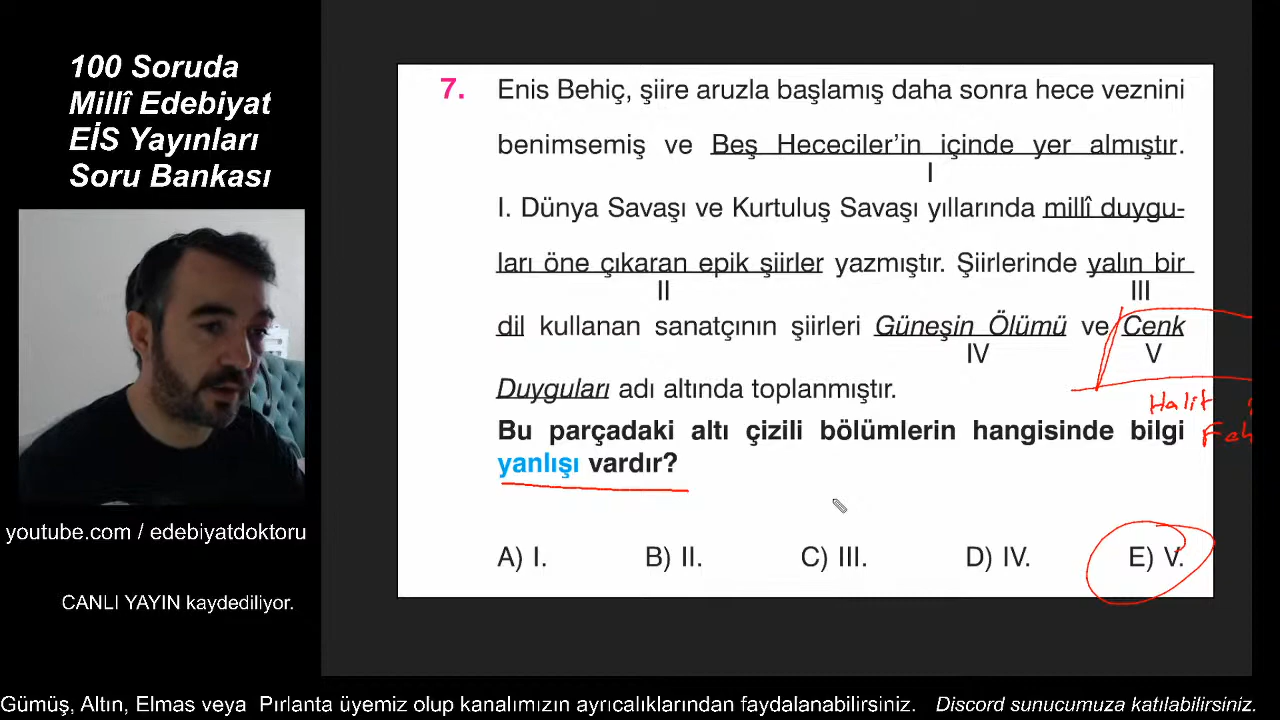 100 Soruda
Millî Edebiyat
EİS Yayınları
Soru Bankası
youtube.com / edebiyatdoktoru
CANLI YAYIN kaydediliyor.
7. Enis Behiç, şiire aruzla başlamış daha sonra hece veznini
benimsemiş ve Beş Hececiler'in içinde yer almıştır.
I
I. Dünya Savaşı ve Kurtuluş Savaşı yıllarında millî duygu-
ları öne çıkaran epik şiirler yazmıştır. Şiirlerinde yalın bir
II III
dil kullanan sanatçının şiirleri Güneşin Ölümü ve Cenk
IV V
Duyguları adı altında toplanmıştır.
Halit
Bu parçadaki altı çizili bölümlerin hangisinde bilgi
Feh
yanlışı vardır?
A) I. B) II. C) III. D) IV. E) V.
Gümüş, Altın, Elmas veya Pırlanta üyemiz olup kanalımızın ayrıcalıklarından faydalanabilirsiniz. Discord sunucumuza katılabilirsiniz.